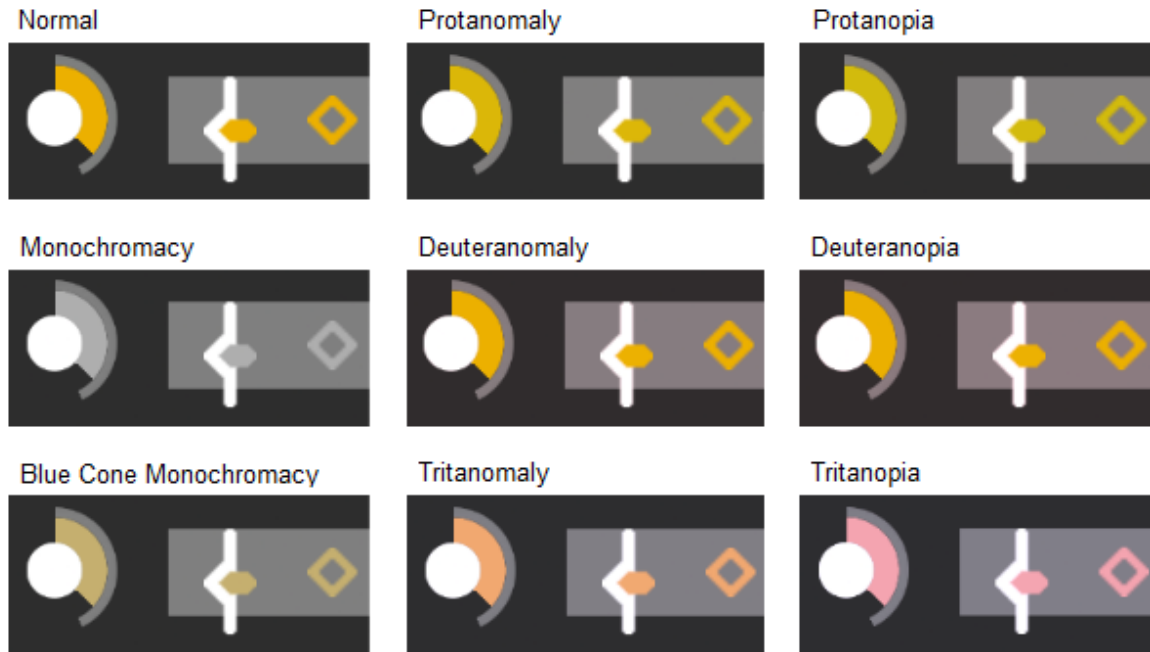 Normal
Protanomaly
Protanopia
Monochromacy
Deuteranomaly
Deuteranopia
Blue Cone Monochromacy
Tritanomaly
Tritanopia